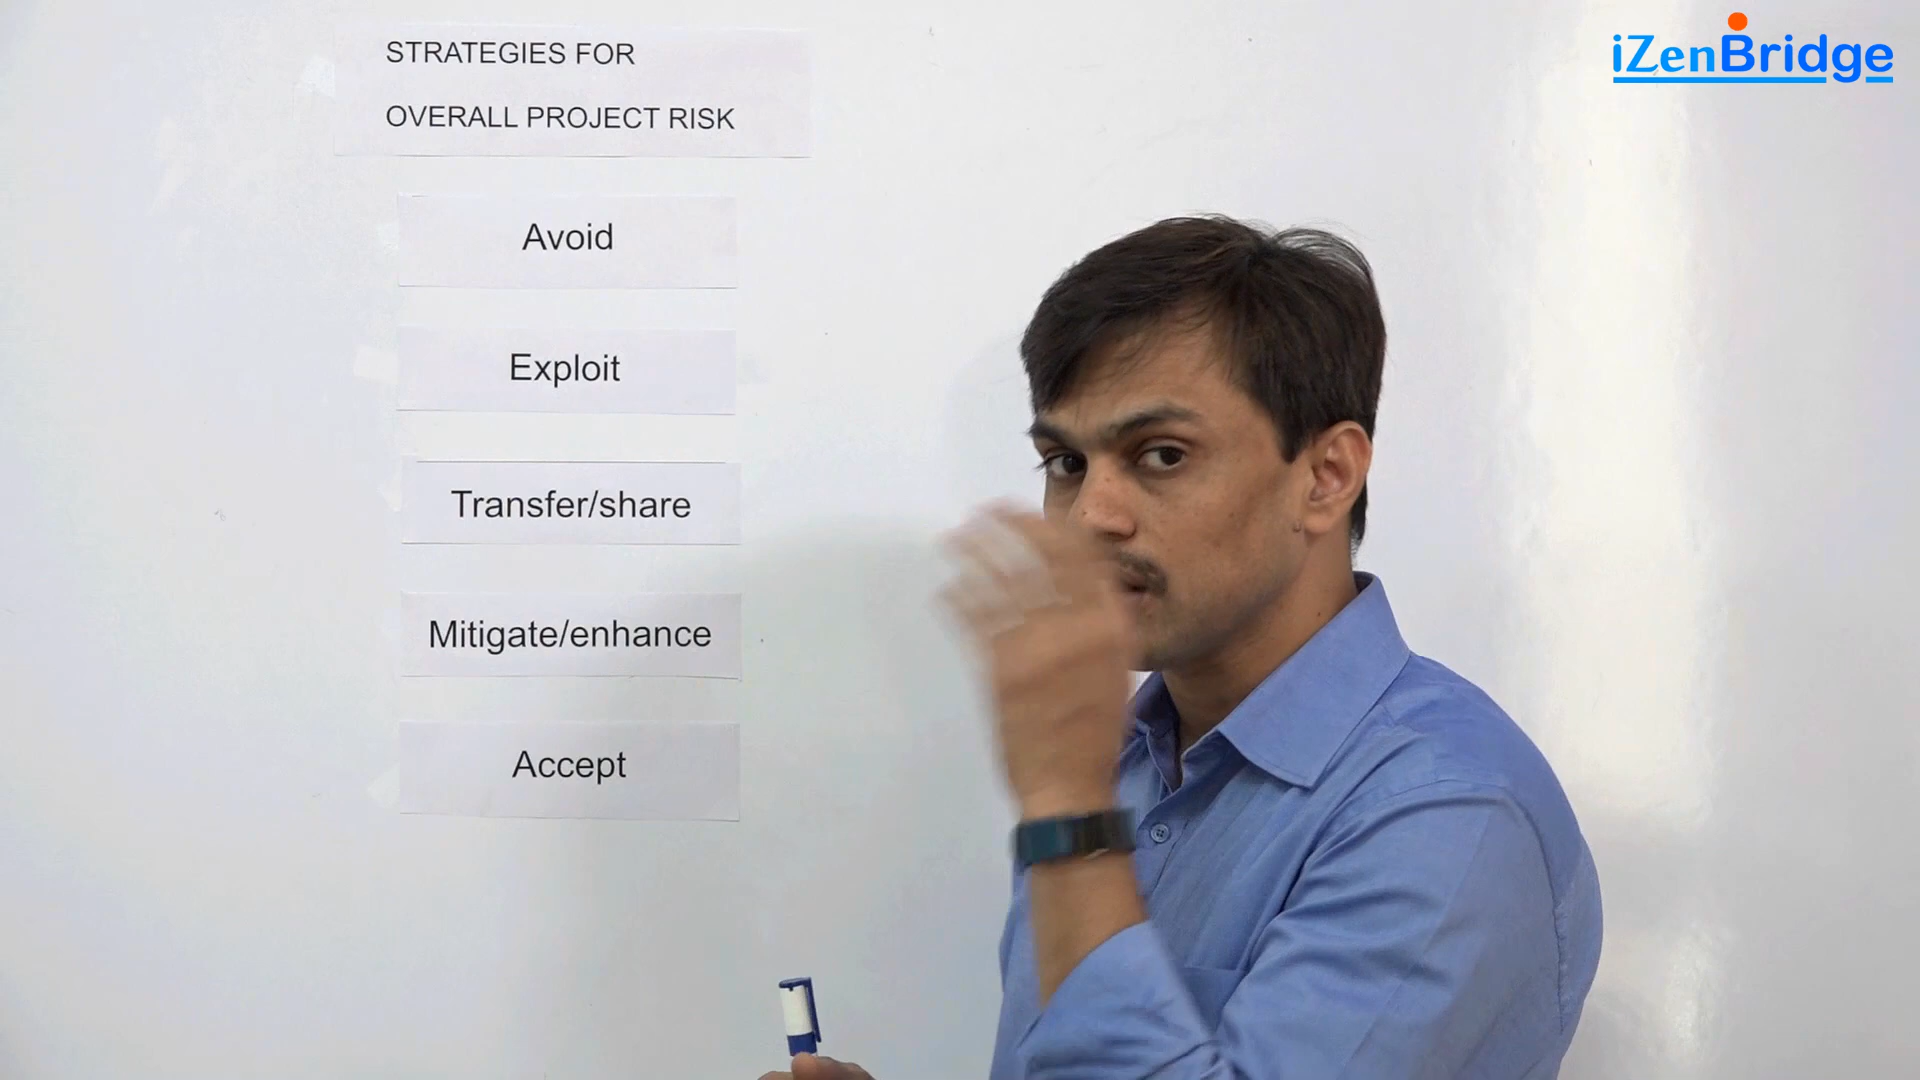 STRATEGIES FOR
OVERALL PROJECT RISK
Avoid
Exploit
Transfer/share
Mitigate/enhance
Accept
iZenBridge